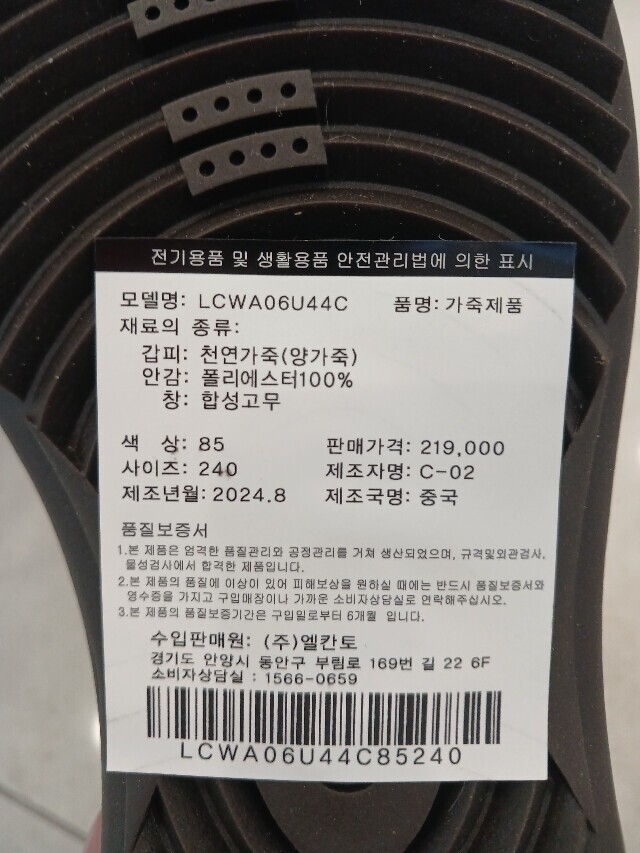 전기용품 및 생활용품 안전관리법에 의한 표시
모델명: LCWA06U44C 품명: 가죽제품
재료의 종류:
갑피: 천연가죽(양가죽)
안감: 폴리에스터100%
창: 합성고무
색 상: 85 판매가격: 219,000
사이즈: 240 제조자명: C-02
제조년월: 2024.8 제조국명: 중국
품질보증서
1.본 제품은 엄격한 품질관리와 공정관리를 거쳐 생산되었으며, 규격및외관검사,
물성검사에서 합격한 제품입니다.
2.본 제품의 품질에 이상이 있어 피해보상을 원하실 때에는 반드시 품질보증서와
영수증을 가지고 구입매장이나 가까운 소비자상담실로 연락해주십시오.
3.본 제품의 품질보증기간은 구입일로부터 6개월 입니다.
수입판매원: (주)엘칸토
경기도 안양시 동안구 부림로 169번 길 22 6F
소비자상담실 : 1566-0659
LCWA06U44C85240